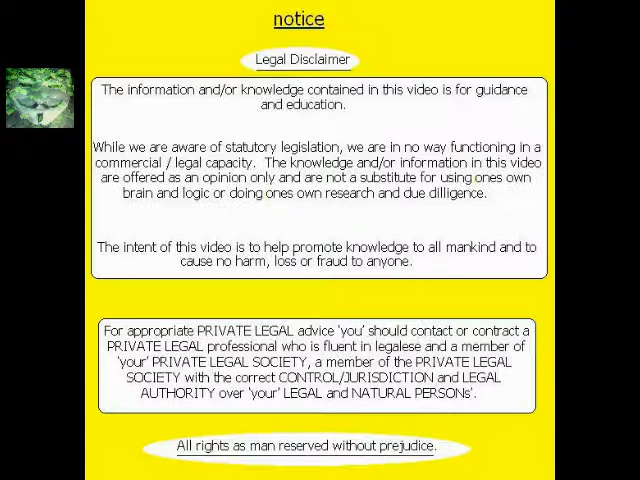 notice
Legal Disclaimer
The information and/or knowledge contained in this video is for guidance
and education.
While we are aware of statutory legislation, we are in no way functioning in a
commercial / legal capacity. The knowledge and/or information in this video
are offered as an opinion only and are not a substitute for using ones own
brain and logic or doing ones own research and due dilligence.
The intent of this video is to help promote knowledge to all mankind and to
cause no harm, loss or fraud to anyone.
For appropriate PRIVATE LEGAL advice 'you' should contact or contract a
PRIVATE LEGAL professional who is fluent in legalese and a member of
'your' PRIVATE LEGAL SOCIETY, a member of the PRIVATE LEGAL
SOCIETY with the correct CONTROL/JURISDICTION and LEGAL
AUTHORITY over 'your' LEGAL and NATURAL PERSONs'.
All rights as man reserved without prejudice.